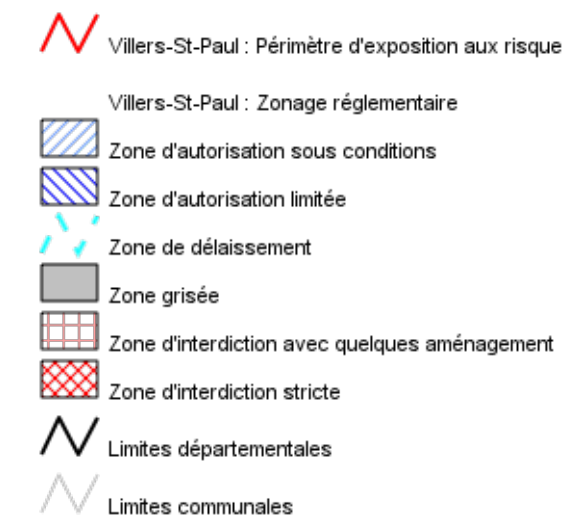 Villers-St-Paul : Périmètre d'exposition aux risque
Villers-St-Paul : Zonage réglementaire
Zone d'autorisation sous conditions
Zone d'autorisation limitée
Zone de délaissement
Zone grisée
Zone d'interdiction avec quelques aménagement
Zone d'interdiction stricte
Limites départementales
Limites communales